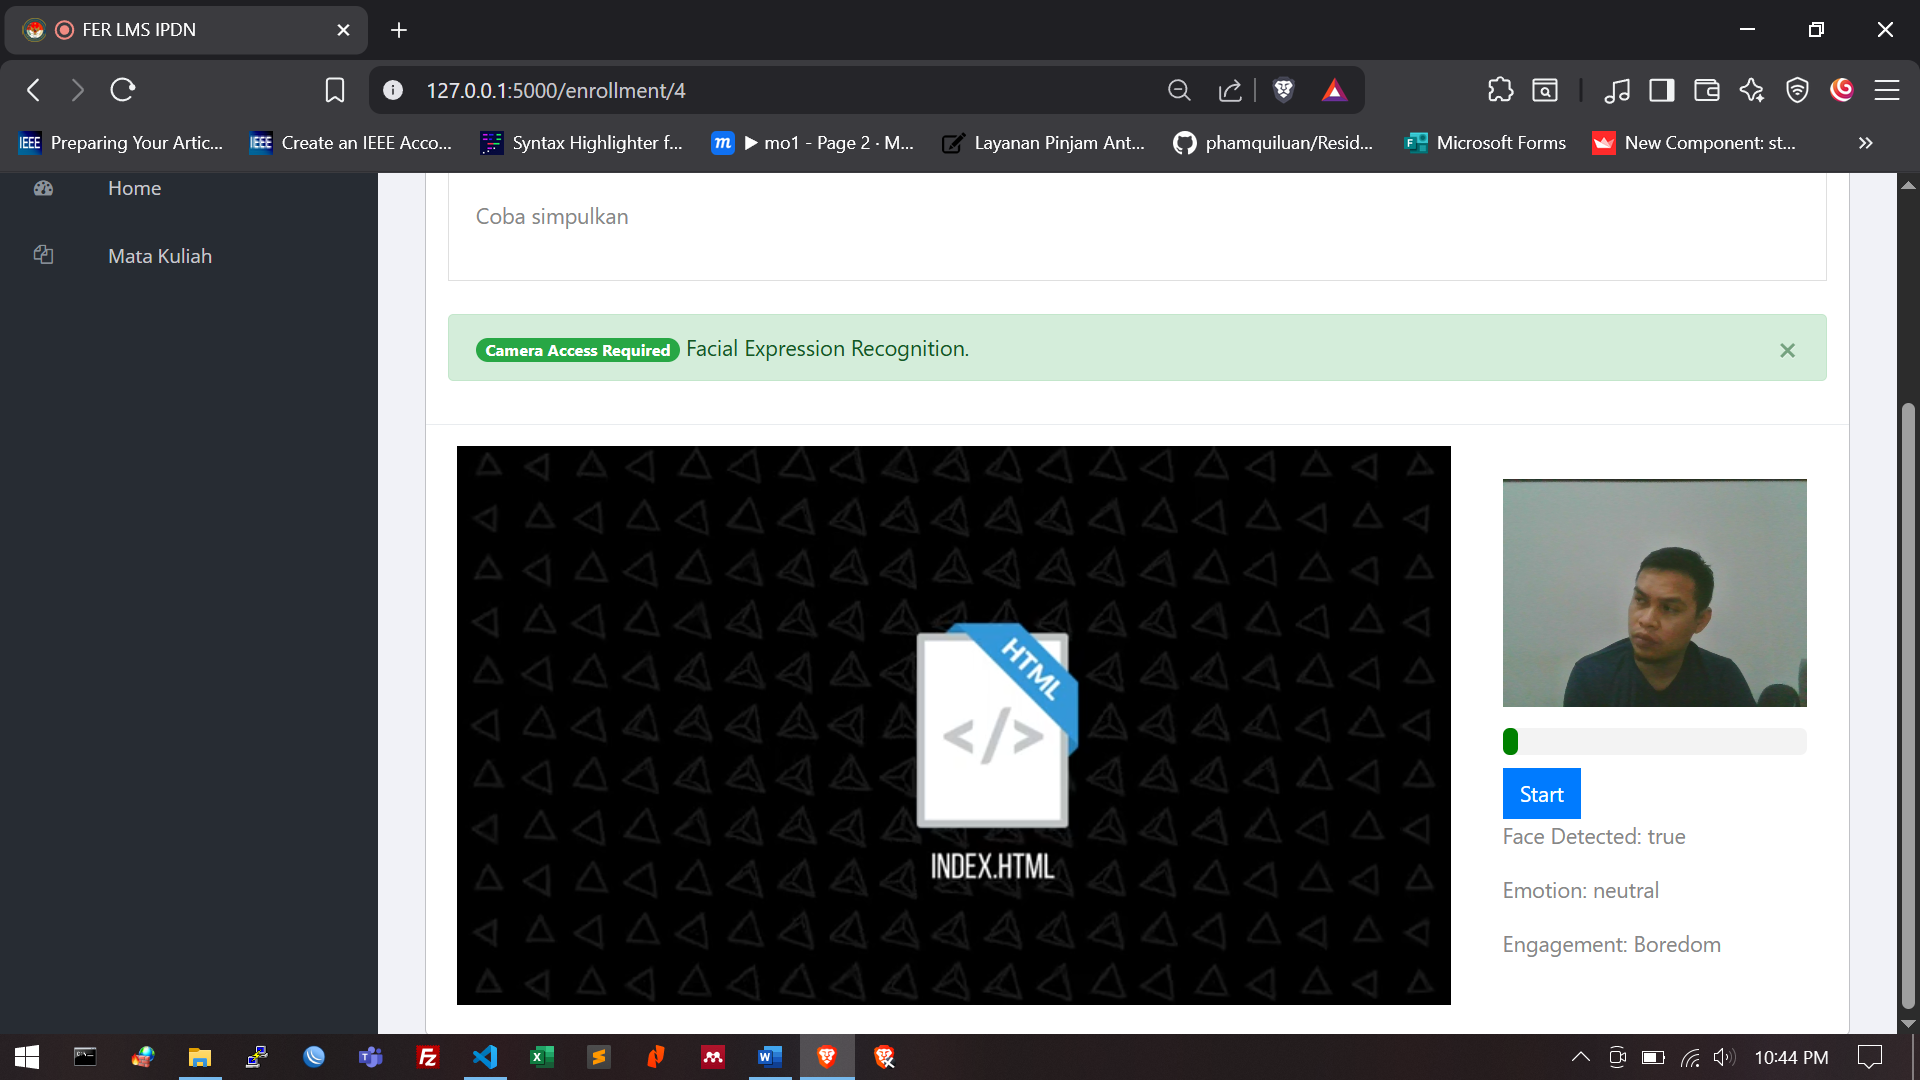 FER LMS IPDN
127.0.0.1:5000/enrollment/4
Preparing Your Artic...
Create an IEEE Acco...
Syntax Highlighter f...
▶ mo1 - Page 2 · M...
Layanan Pinjam Ant...
phamquiluan/Resid...
Microsoft Forms
New Component: st...
Home
Mata Kuliah
Coba simpulkan
Camera Access Required Facial Expression Recognition.
HTML
</>
INDEX.HTML
Start
Face Detected: true
Emotion: neutral
Engagement: Boredom
10:44 PM